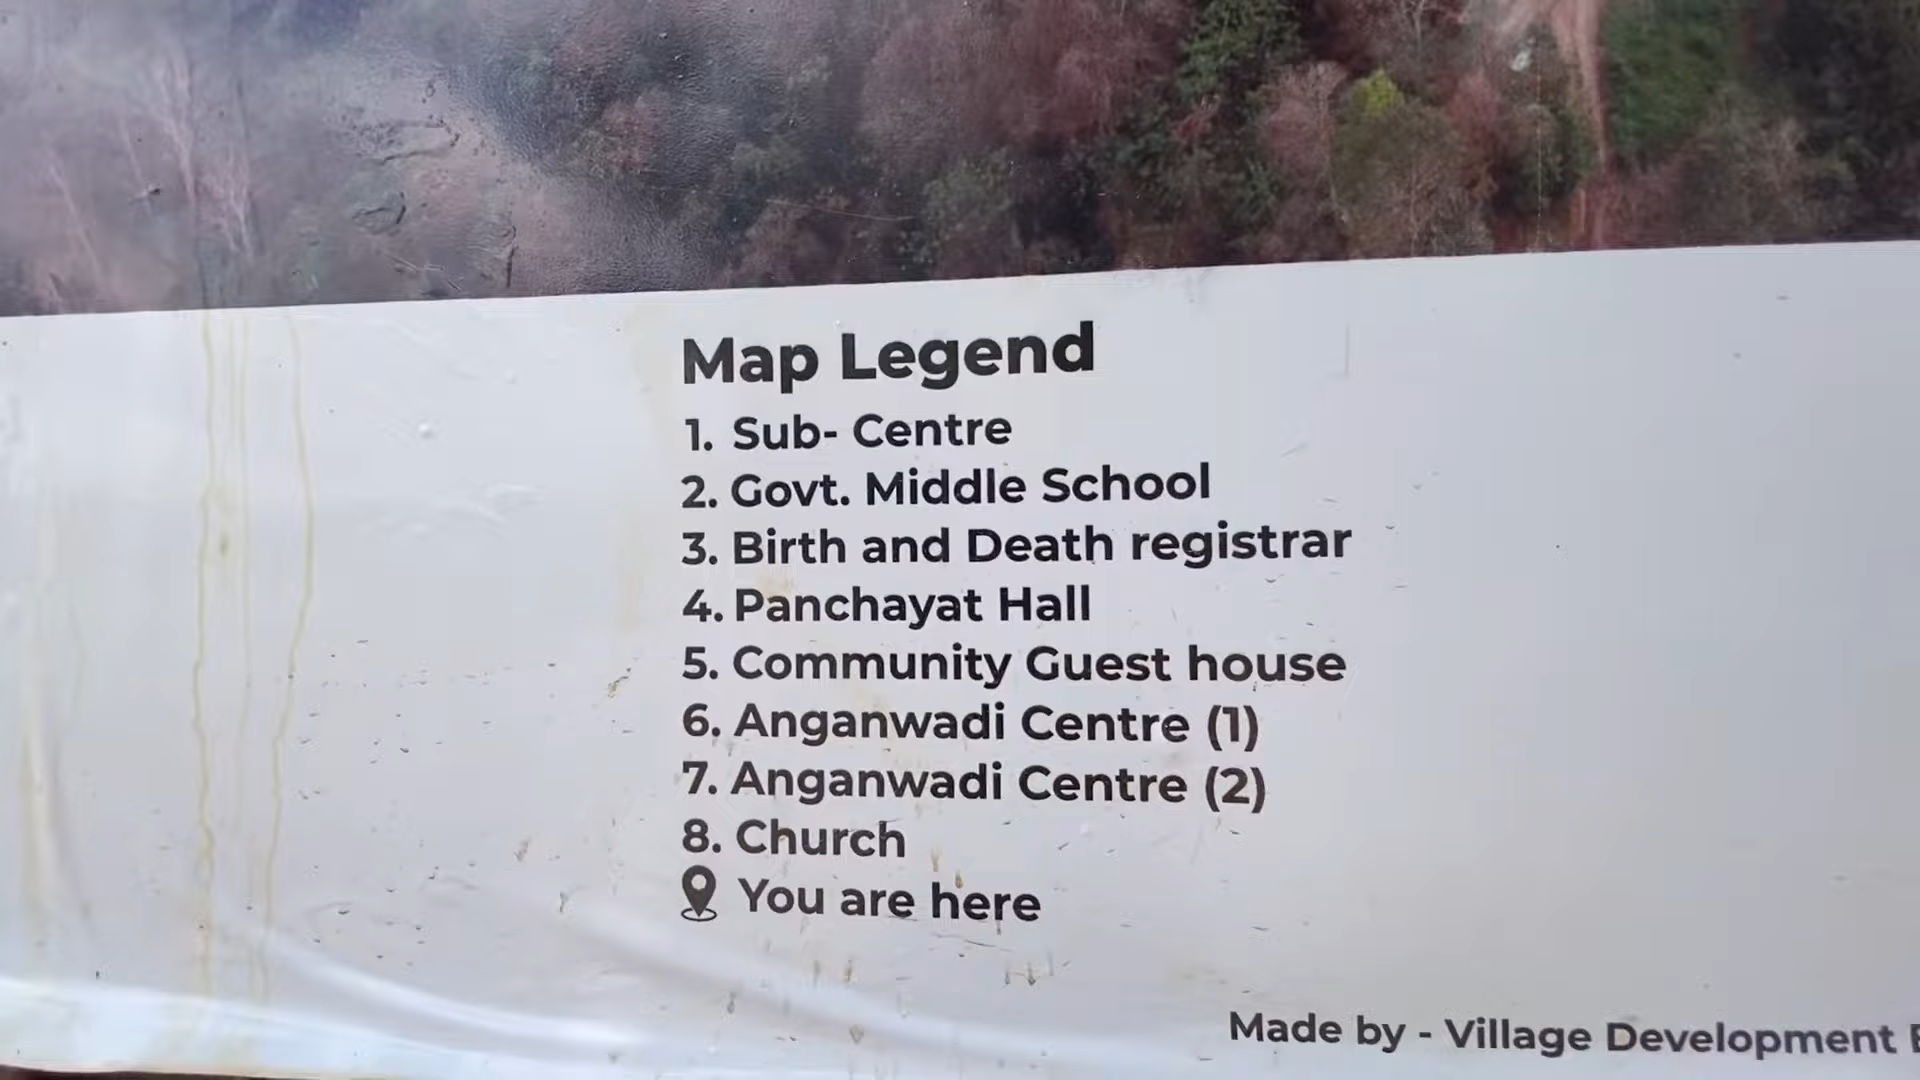 Map Legend
1. Sub- Centre
2. Govt. Middle School
3. Birth and Death registrar
4. Panchayat Hall
5. Community Guest house
6. Anganwadi Centre (1)
7. Anganwadi Centre (2)
8. Church
You are here
Made by - Village Development